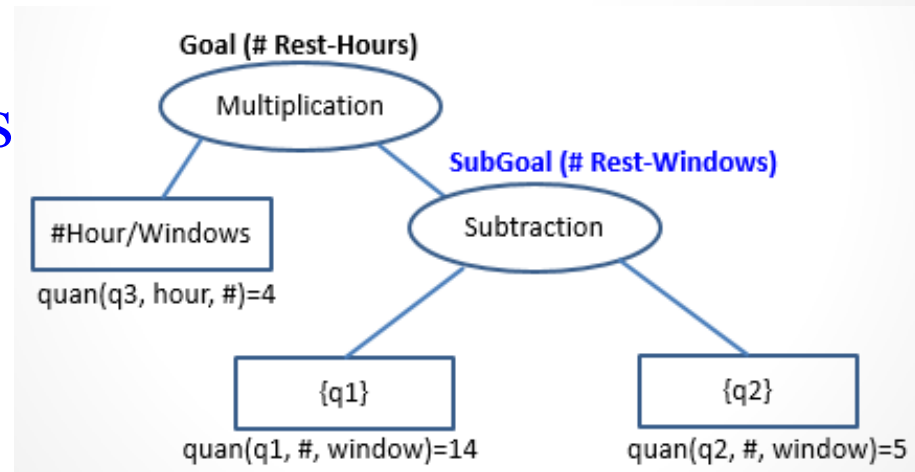 Goal (# Rest-Hours)
Multiplication
s
SubGoal (# Rest-Windows)
#Hour/Windows
Subtraction
quan(q3, hour, #)=4
{q1}
{q2}
quan(q1, #, window)=14
quan(q2, #, window)=5